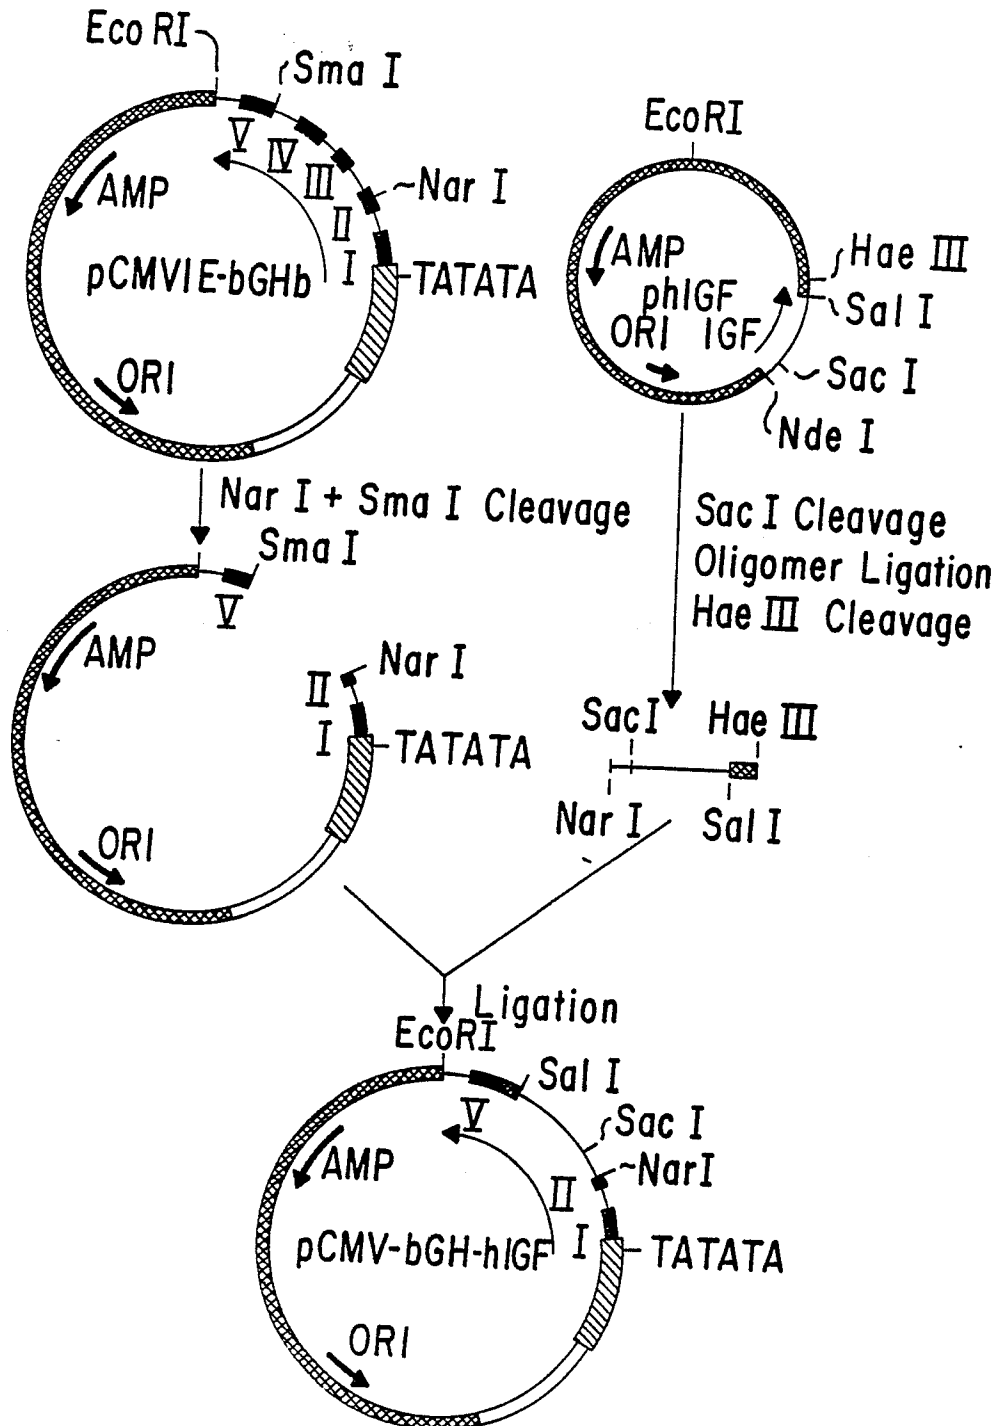 Eco RI
Sma I
V
IV
III
Nar I
II
I
AMP
pCMVIE-bGHb
TATATA
ORI
EcoRI
AMP
phIGF
ORI IGF
Hae III
Sal I
Sac I
Nde I
Nar I + Sma I Cleavage
Sac I Cleavage
Oligomer Ligation
Hae III Cleavage
Sma I
V
AMP
Nar I
II
I
TATATA
ORI
Sac I
Hae III
Nar I
Sal I
Ligation
EcoRI
Sal I
V
Sac I
Nar I
AMP
II
I
pCMV-bGH-hIGF
TATATA
ORI